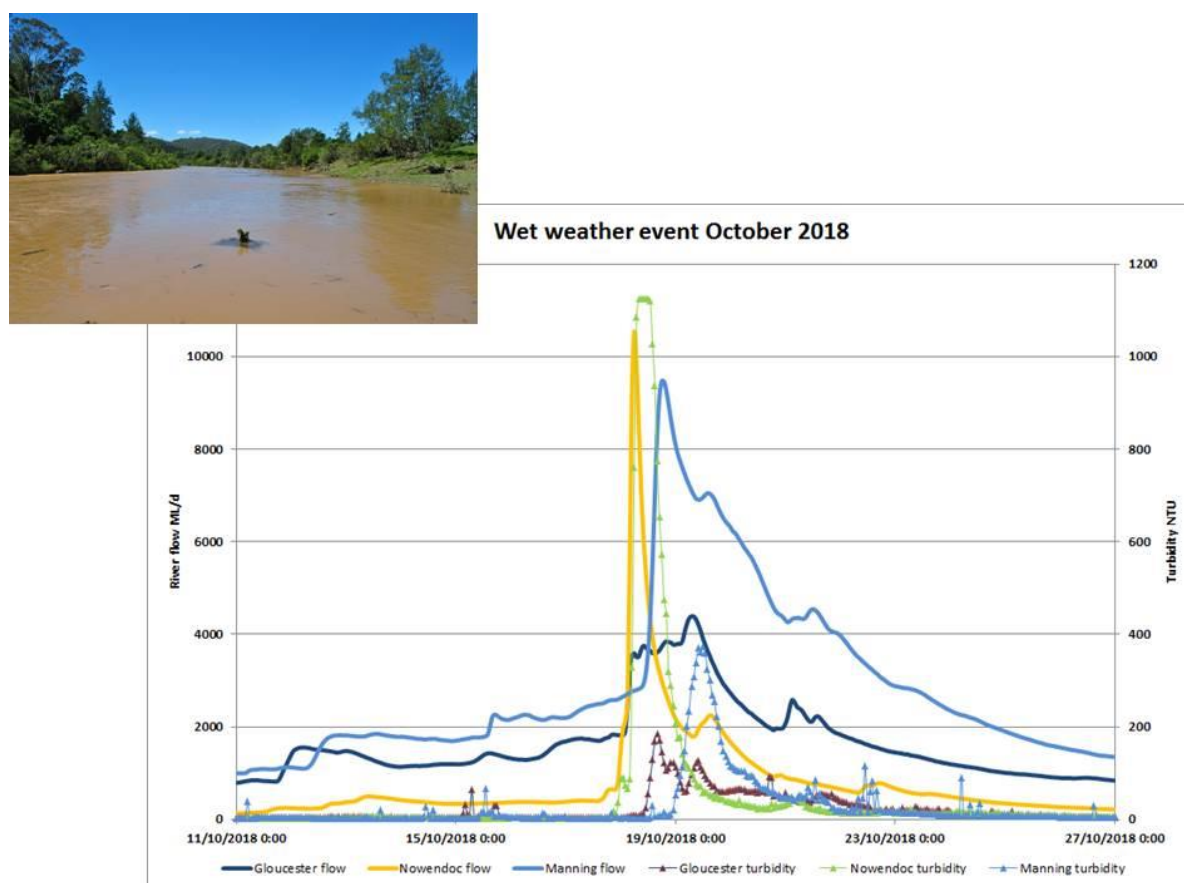 Wet weather event October 2018
1200
10000
1000
8000
800
6000
600
4000
400
2000
200
0
0
River flow ML/d
Turbidity NTU
11/10/2018 0:00
15/10/2018 0:00
19/10/2018 0:00
23/10/2018 0:00
27/10/2018 0:00
Gloucester flow
Nowendoc flow
Manning flow
Gloucester turbidity
Nowendoc turbidity
Manning turbidity